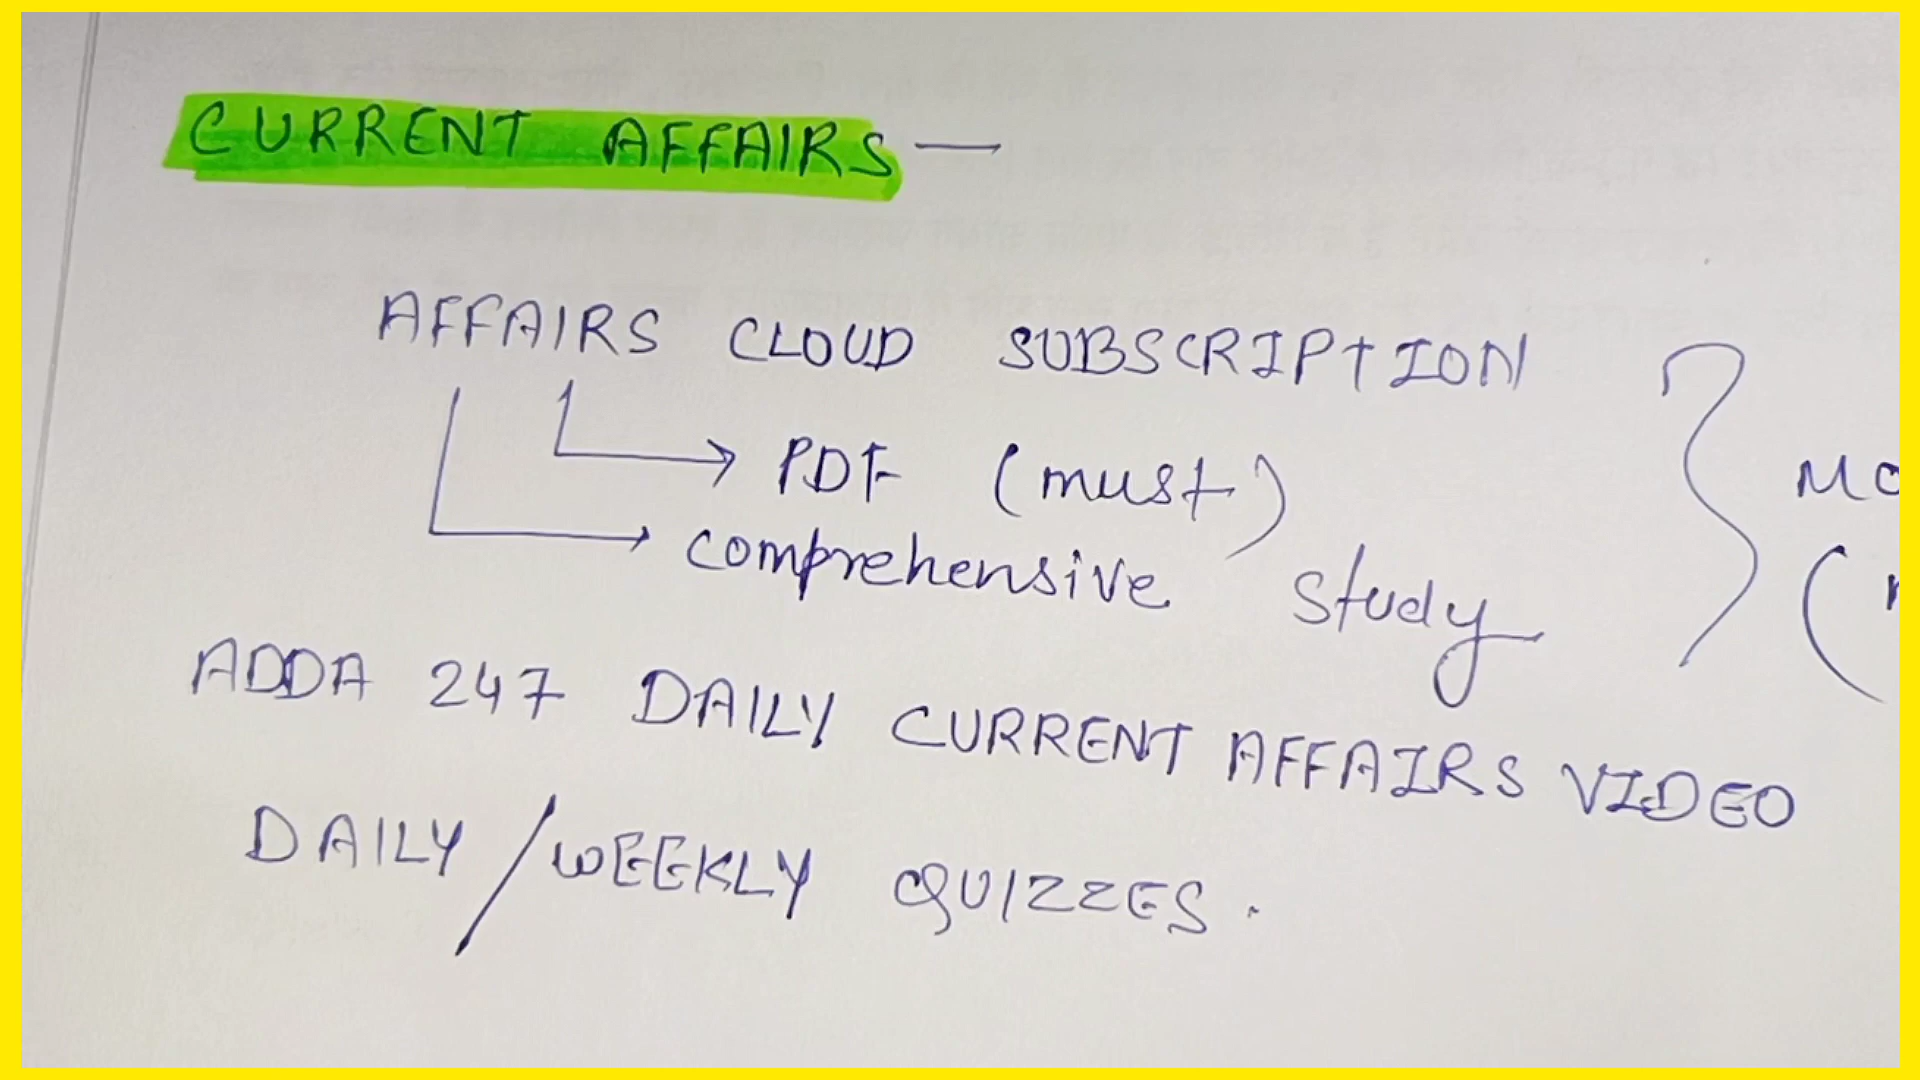 CURRENT AFFAIRS —
AFFAIRS CLOUD SUBSCRIPTION
PDF (must)
comprehensive study
ADDA 247 DAILY CURRENT AFFAIRS VIDEO
DAILY/WEEKLY QUIZZES.